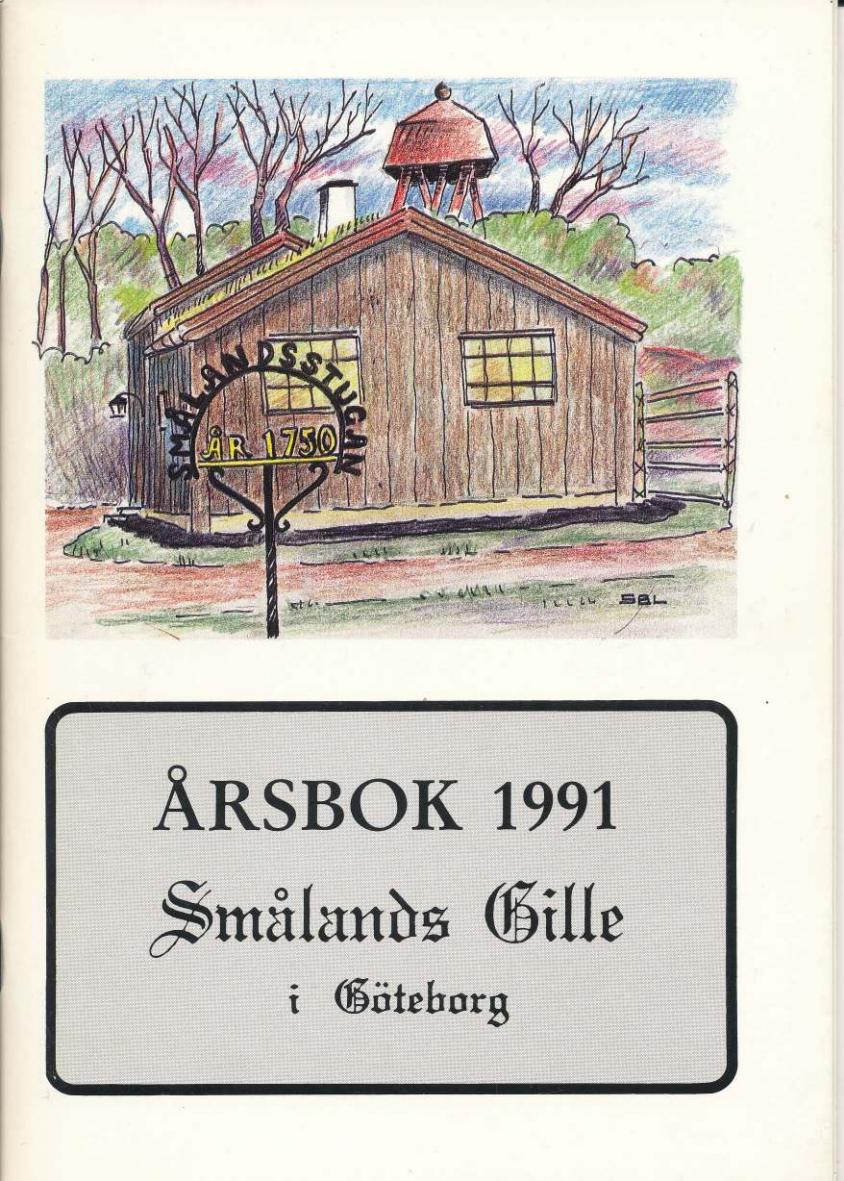 SMÅLANDSSTUGAN
ÅR 1750
SBL
ÅRSBOK 1991
Smålands Gille
i Göteborg